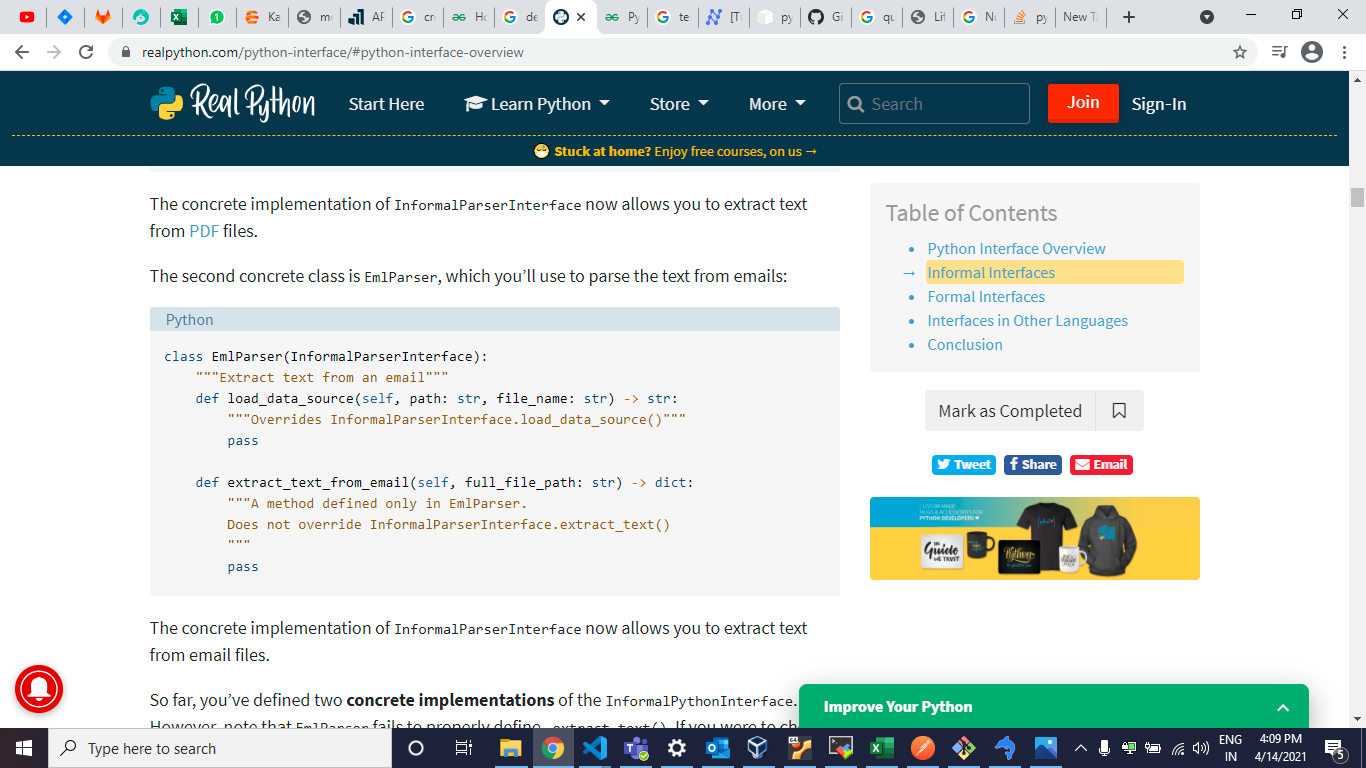 Ka
mo
AP
cre
Ho
de
Py
te
[T
py
Gi
qu
Lif
No
py
New Ta
realpython.com/python-interface/#python-interface-overview
Real Python
Start Here
Learn Python
Store
More
Search
Join
Sign-In
Stuck at home? Enjoy free courses, on us →
The concrete implementation of InformalParserInterface now allows you to extract text
from PDF files.
The second concrete class is EmlParser, which you’ll use to parse the text from emails:
Python
class EmlParser(InformalParserInterface):
"""Extract text from an email"""
def load_data_source(self, path: str, file_name: str) -> str:
"""Overrides InformalParserInterface.load_data_source()"""
pass
def extract_text_from_email(self, full_file_path: str) -> dict:
"""A method defined only in EmlParser.
Does not override InformalParserInterface.extract_text()
"""
pass
The concrete implementation of InformalParserInterface now allows you to extract text
from email files.
So far, you’ve defined two concrete implementations of the InformalPythonInterface.
However, note that EmlParser fails to properly define .extract_text(). If you were to ch
Table of Contents
Python Interface Overview
→ Informal Interfaces
Formal Interfaces
Interfaces in Other Languages
Conclusion
Mark as Completed
Tweet
Share
Email
CUSTOM-MADE
MUGS & ACCESSORIES FOR
PYTHON DEVELOPERS
Guido
WE TRUST
Python
Improve Your Python
Type here to search
ENG
IN
4:09 PM
4/14/2021
5